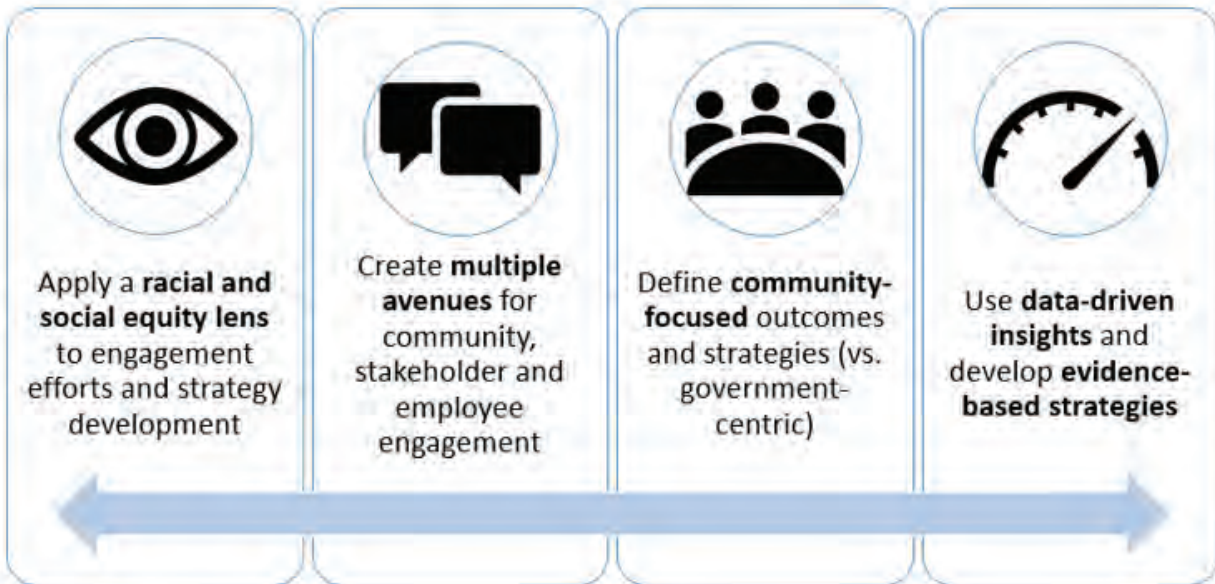 Apply a racial and
social equity lens
to engagement
efforts and strategy
development
Create multiple
avenues for
community,
stakeholder and
employee
engagement
Define community-
focused outcomes
and strategies (vs.
government-
centric)
Use data-driven
insights and
develop evidence-
based strategies